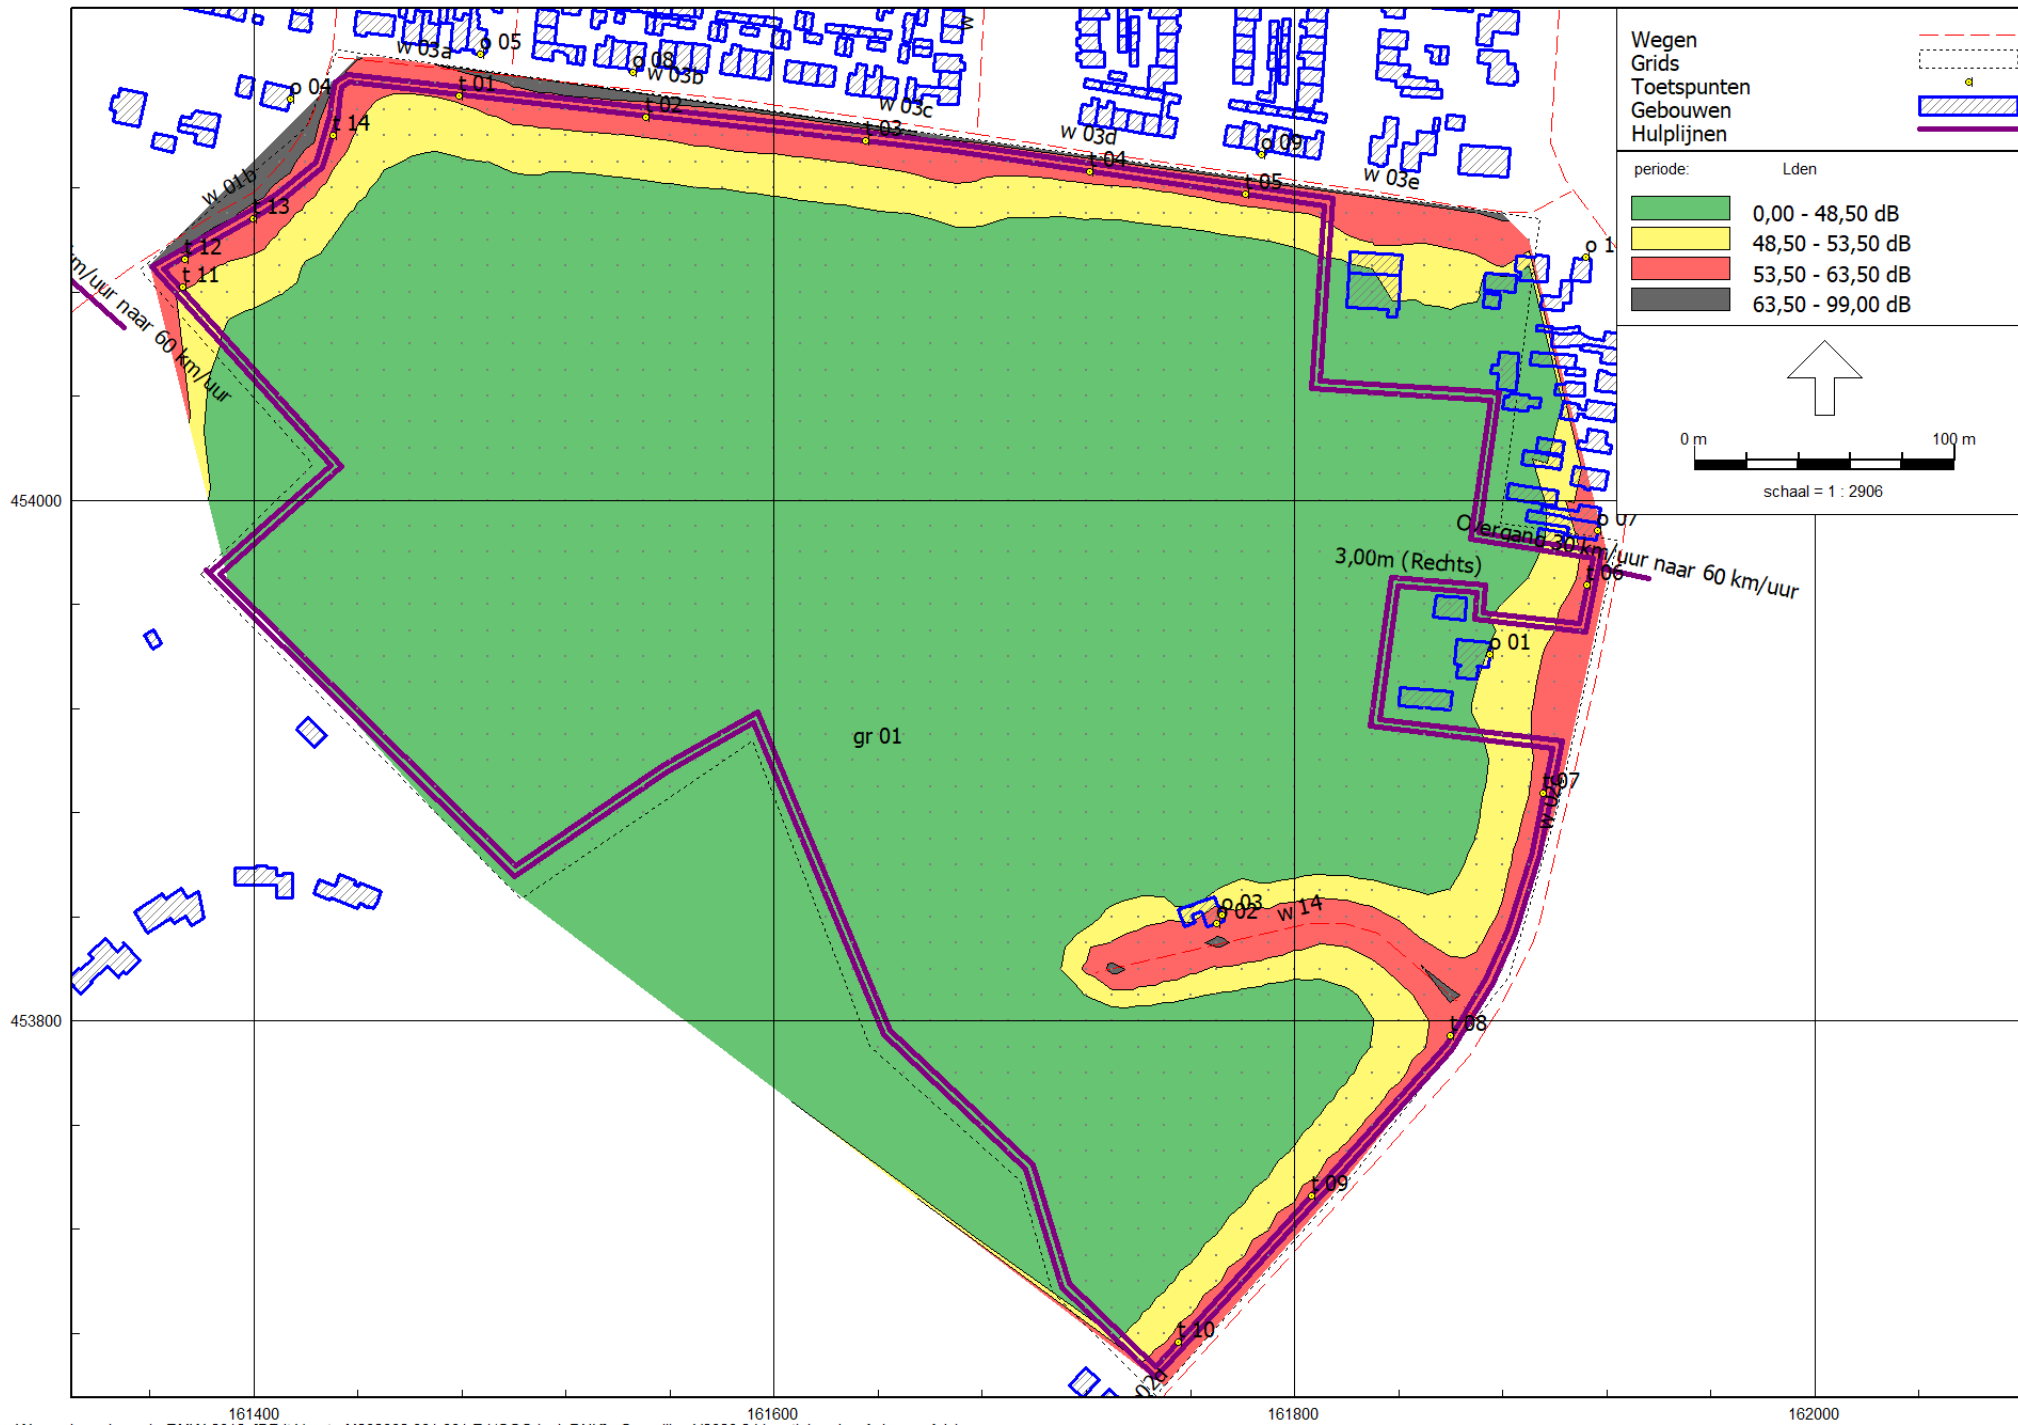 Wegen
Grids
Toetspunten
Gebouwen
Hulplijnen
periode: Lden
0,00 - 48,50 dB
48,50 - 53,50 dB
53,50 - 63,50 dB
63,50 - 99,00 dB
0 m 100 m
schaal = 1 : 2906
w 03a
o 05
o 08
w 03b
w
o 04
t 01
t 02
w 03c
t 14
t 03
w 03d
t 04
o 09
w 01b
t 05
w 03e
t 13
t 12
t 11
o 1
km/uur naar 60 km/uur
454000
o 07
Overgang 30 km/uur naar 60 km/uur
3,00m (Rechts)
t 06
o 01
gr 01
t 07
o 03
o 02
w 14
453800
t 08
t 09
t 10
02a
161400
161600
161800
162000